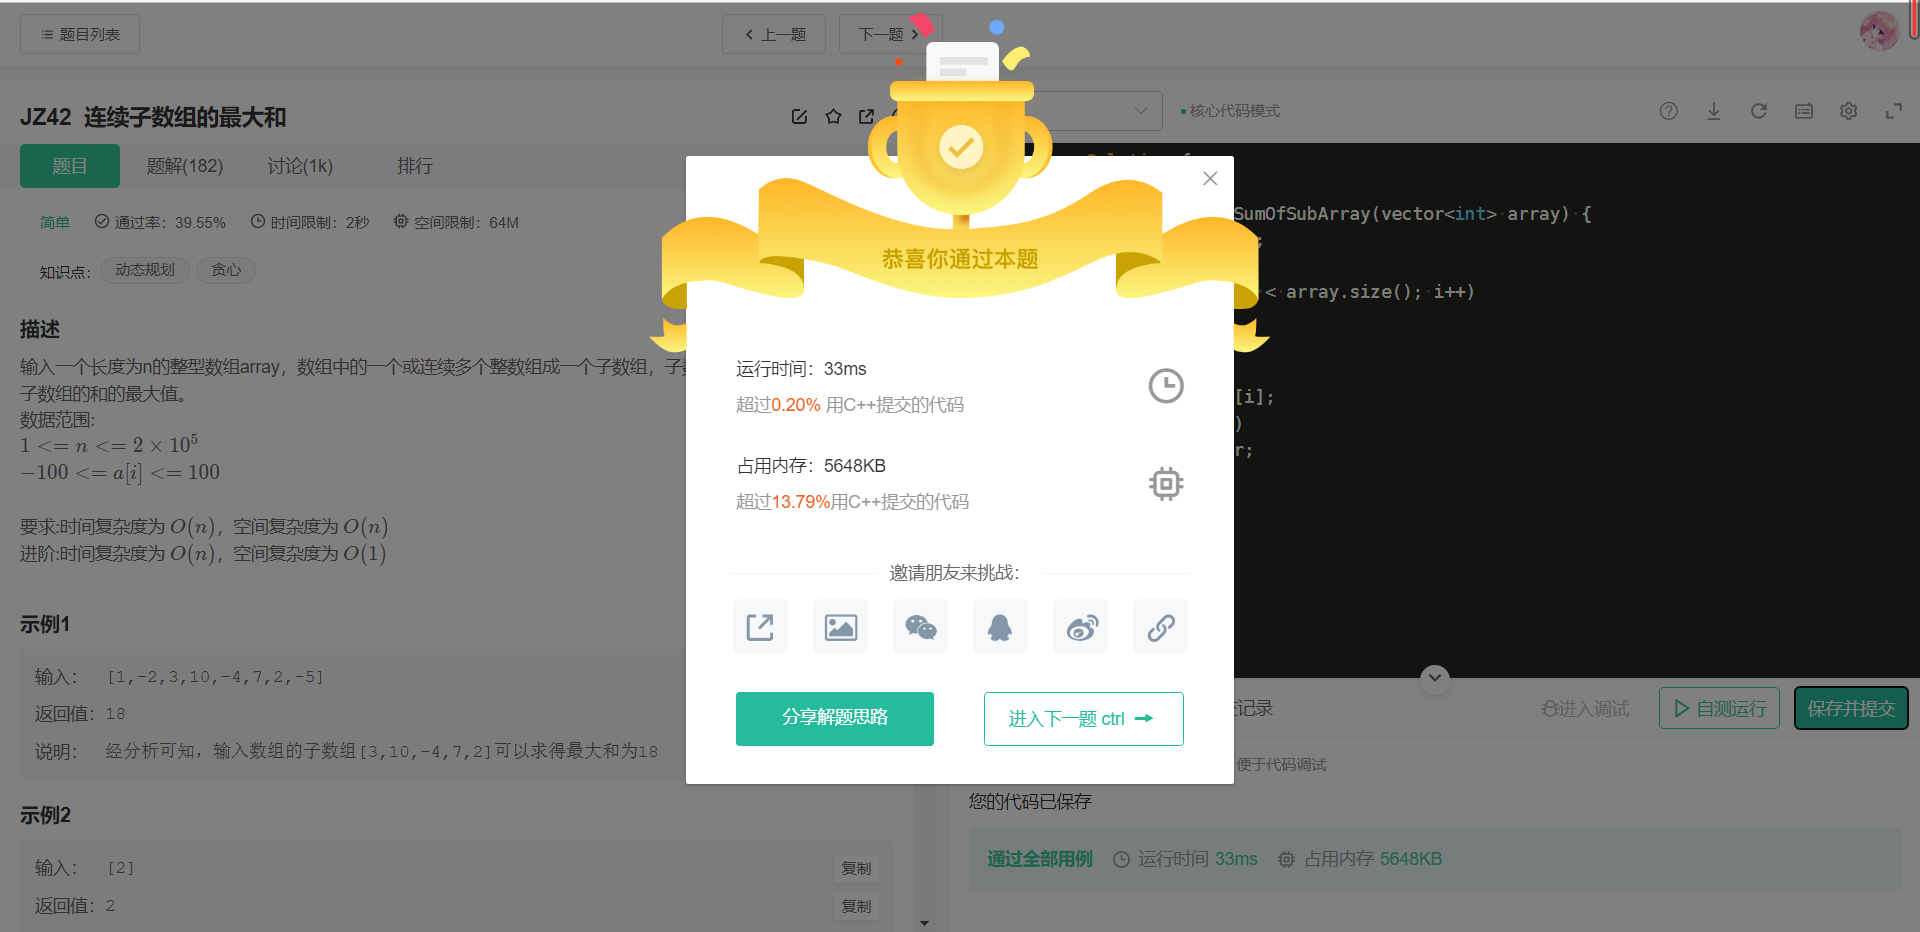 题目列表
上一题
下一题
JZ42 连续子数组的最大和
核心代码模式
题目
题解(182)
讨论(1k)
排行
简单
通过率：39.55%
时间限制：2秒
空间限制：64M
知识点：
动态规划
贪心
描述
输入一个长度为n的整型数组array，数组中的一个或连续多个整数组成一个子数组，子
子数组的和的最大值。
数据范围:
1 <= n <= 2 × 10⁵
−100 <= a[i] <= 100
要求:时间复杂度为 O(n)，空间复杂度为 O(n)
进阶:时间复杂度为 O(n)，空间复杂度为 O(1)
示例1
输入： [1,-2,3,10,-4,7,2,-5]
返回值：18
说明： 经分析可知，输入数组的子数组[3,10,-4,7,2]可以求得最大和为18
示例2
输入： [2]
复制
返回值：2
复制
恭喜你通过本题
运行时间：33ms
超过0.20% 用C++提交的代码
占用内存：5648KB
超过13.79%用C++提交的代码
邀请朋友来挑战：
分享解题思路
进入下一题 ctrl
SumOfSubArray(vector<int> array) {
;
< array.size(); i++)
[i];
)
r;
记录
进入调试
自测运行
保存并提交
便于代码调试
您的代码已保存
通过全部用例
运行时间 33ms
占用内存 5648KB